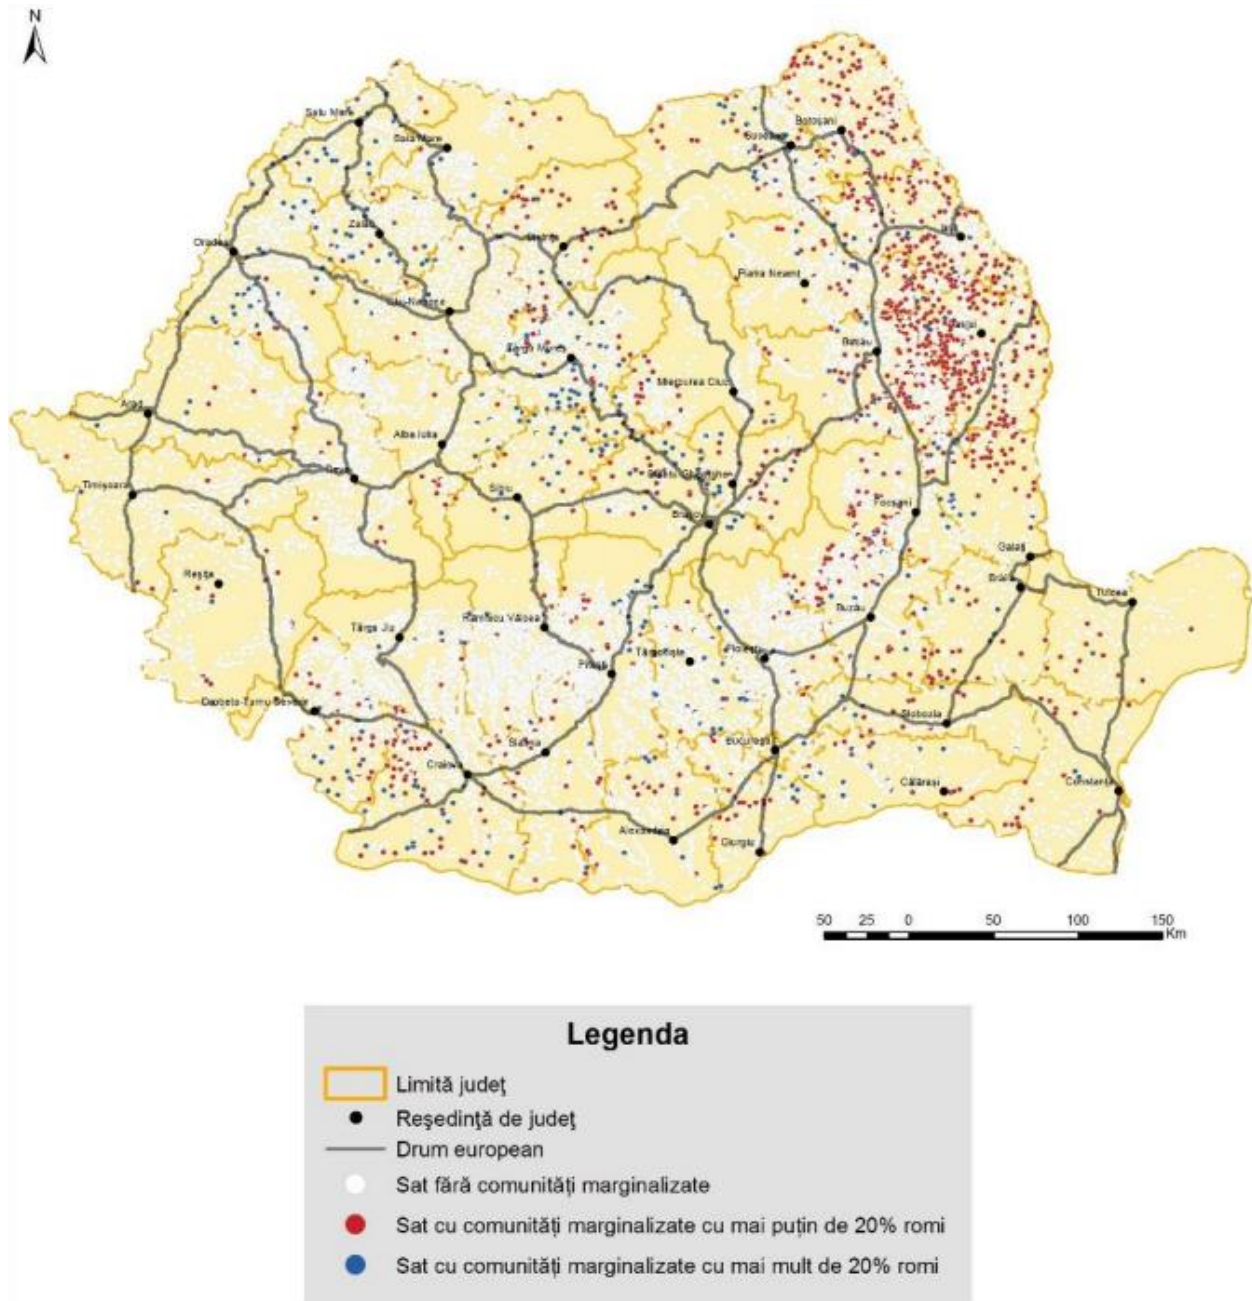 N
Satu Mare
Baia Mare
Suceava
Botoşani
Zalău
Oradea
Bistriţa
Iaşi
Piatra Neamţ
Cluj-Napoca
Vaslui
Târgu Mureş
Bacău
Miercurea Ciuc
Arad
Alba Iulia
Deva
Sfântu Gheorghe
Timişoara
Sibiu
Braşov
Focşani
Galaţi
Reşiţa
Brăila
Tulcea
Râmnicu Vâlcea
Buzău
Târgu Jiu
Târgovişte
Ploieşti
Piteşti
Drobeta-Turnu Severin
Slobozia
Slatina
Bucureşti
Craiova
Călăraşi
Constanţa
Alexandria
Giurgiu
50 25 0 50 100 150
Km
Legenda
Limită judeţ
Reşedinţă de judeţ
Drum european
Sat fără comunităţi marginalizate
Sat cu comunităţi marginalizate cu mai puţin de 20% romi
Sat cu comunităţi marginalizate cu mai mult de 20% romi